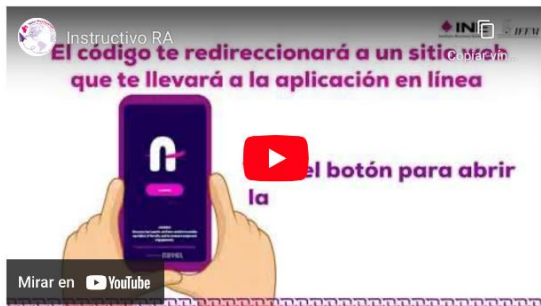 Instructivo RA
INE
Copiar vín...
El código te redireccionará a un sitio web
que te llevará a la aplicación en línea
el botón para abrir
la
Mirar en YouTube